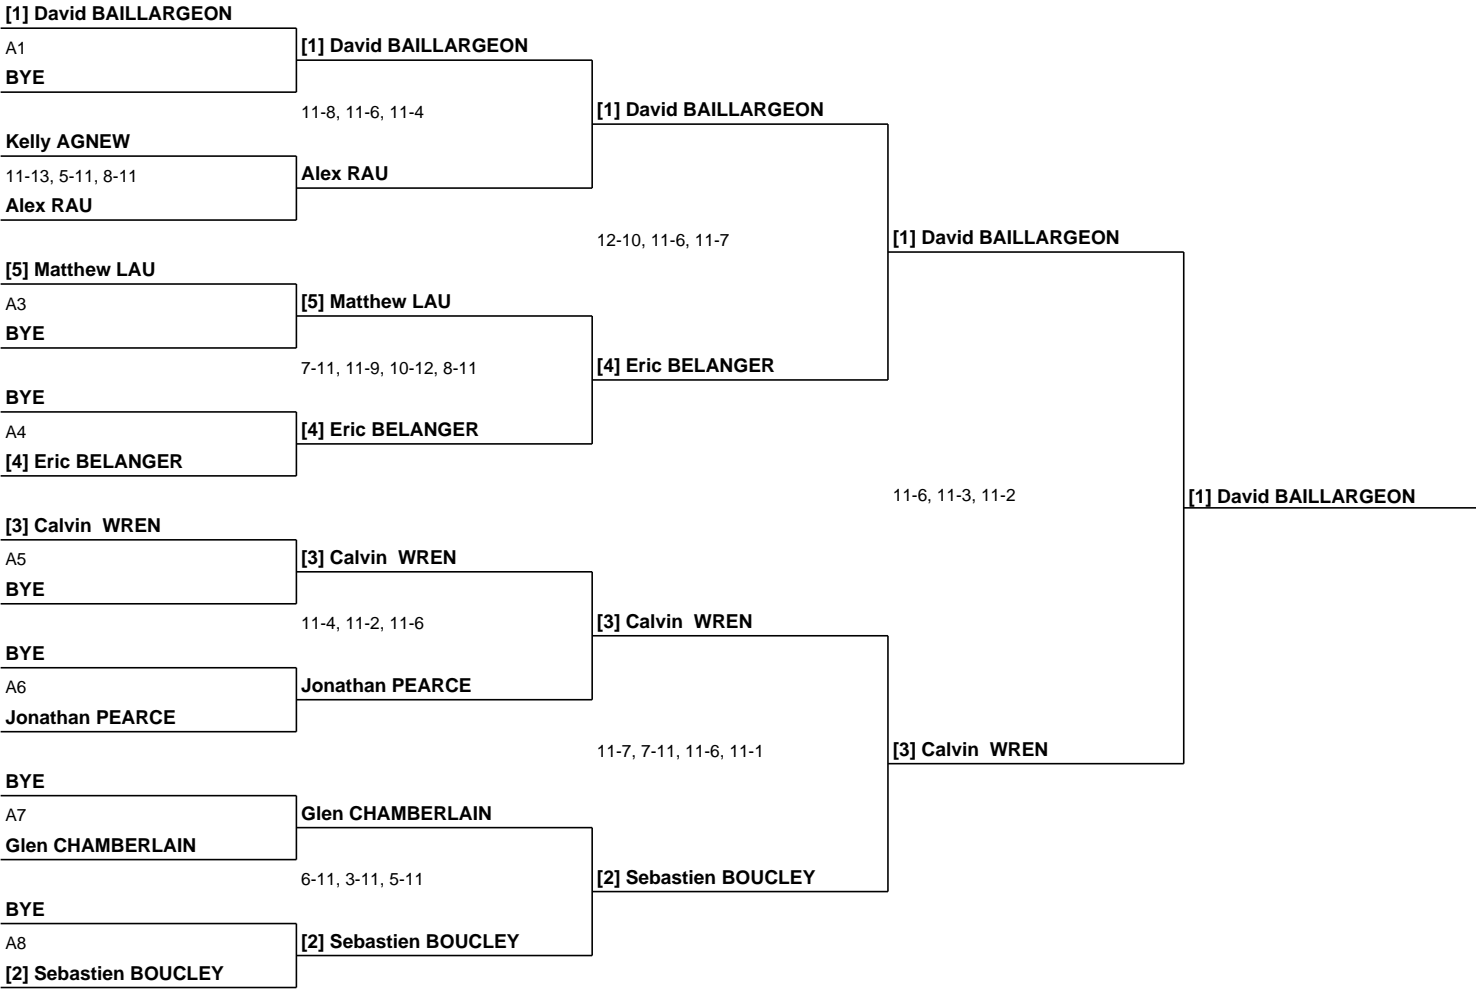 [1] David BAILLARGEON
A1
BYE
Kelly AGNEW
11-13, 5-11, 8-11
Alex RAU
[5] Matthew LAU
A3
BYE
BYE
A4
[4] Eric BELANGER
[3] Calvin  WREN
A5
BYE
BYE
A6
Jonathan PEARCE
BYE
A7
Glen CHAMBERLAIN
BYE
A8
[2] Sebastien BOUCLEY
[1] David BAILLARGEON
11-8, 11-6, 11-4
Alex RAU
[5] Matthew LAU
7-11, 11-9, 10-12, 8-11
[4] Eric BELANGER
[3] Calvin  WREN
11-4, 11-2, 11-6
Jonathan PEARCE
Glen CHAMBERLAIN
6-11, 3-11, 5-11
[2] Sebastien BOUCLEY
[1] David BAILLARGEON
12-10, 11-6, 11-7
[4] Eric BELANGER
[3] Calvin  WREN
11-7, 7-11, 11-6, 11-1
[2] Sebastien BOUCLEY
[1] David BAILLARGEON
11-6, 11-3, 11-2
[3] Calvin  WREN
[1] David BAILLARGEON